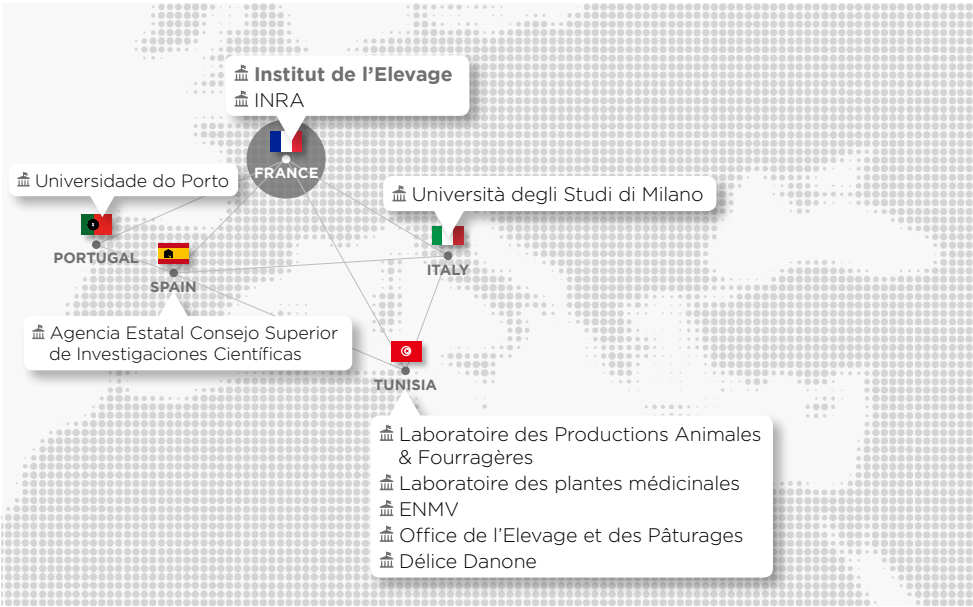 Institut de l’Elevage
INRA
FRANCE
Universidade do Porto
Università degli Studi di Milano
PORTUGAL
ITALY
SPAIN
Agencia Estatal Consejo Superior
de Investigaciones Científicas
TUNISIA
Laboratoire des Productions Animales
& Fourragères
Laboratoire des plantes médicinales
ENMV
Office de l’Elevage et des Pâturages
Délice Danone